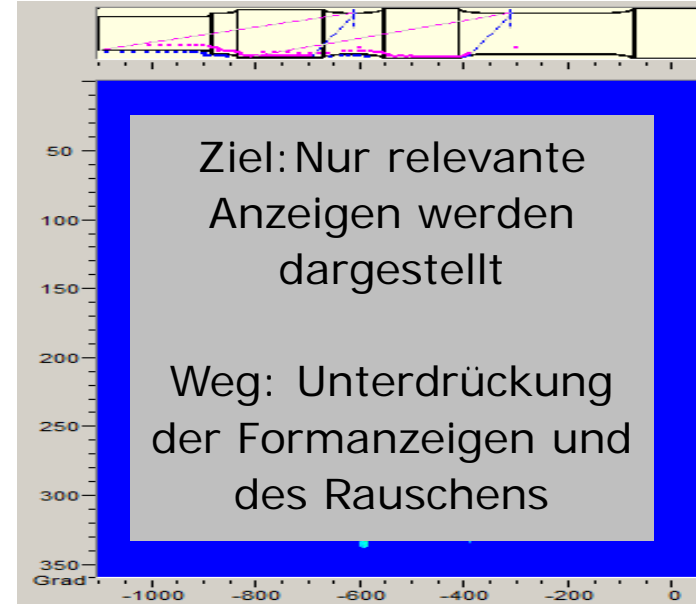 50
Ziel: Nur relevante
Anzeigen werden
dargestellt
100
150
200
Weg: Unterdrückung
der Formanzeigen und
des Rauschens
250
300
350
Grad
-1000 -800 -600 -400 -200 0